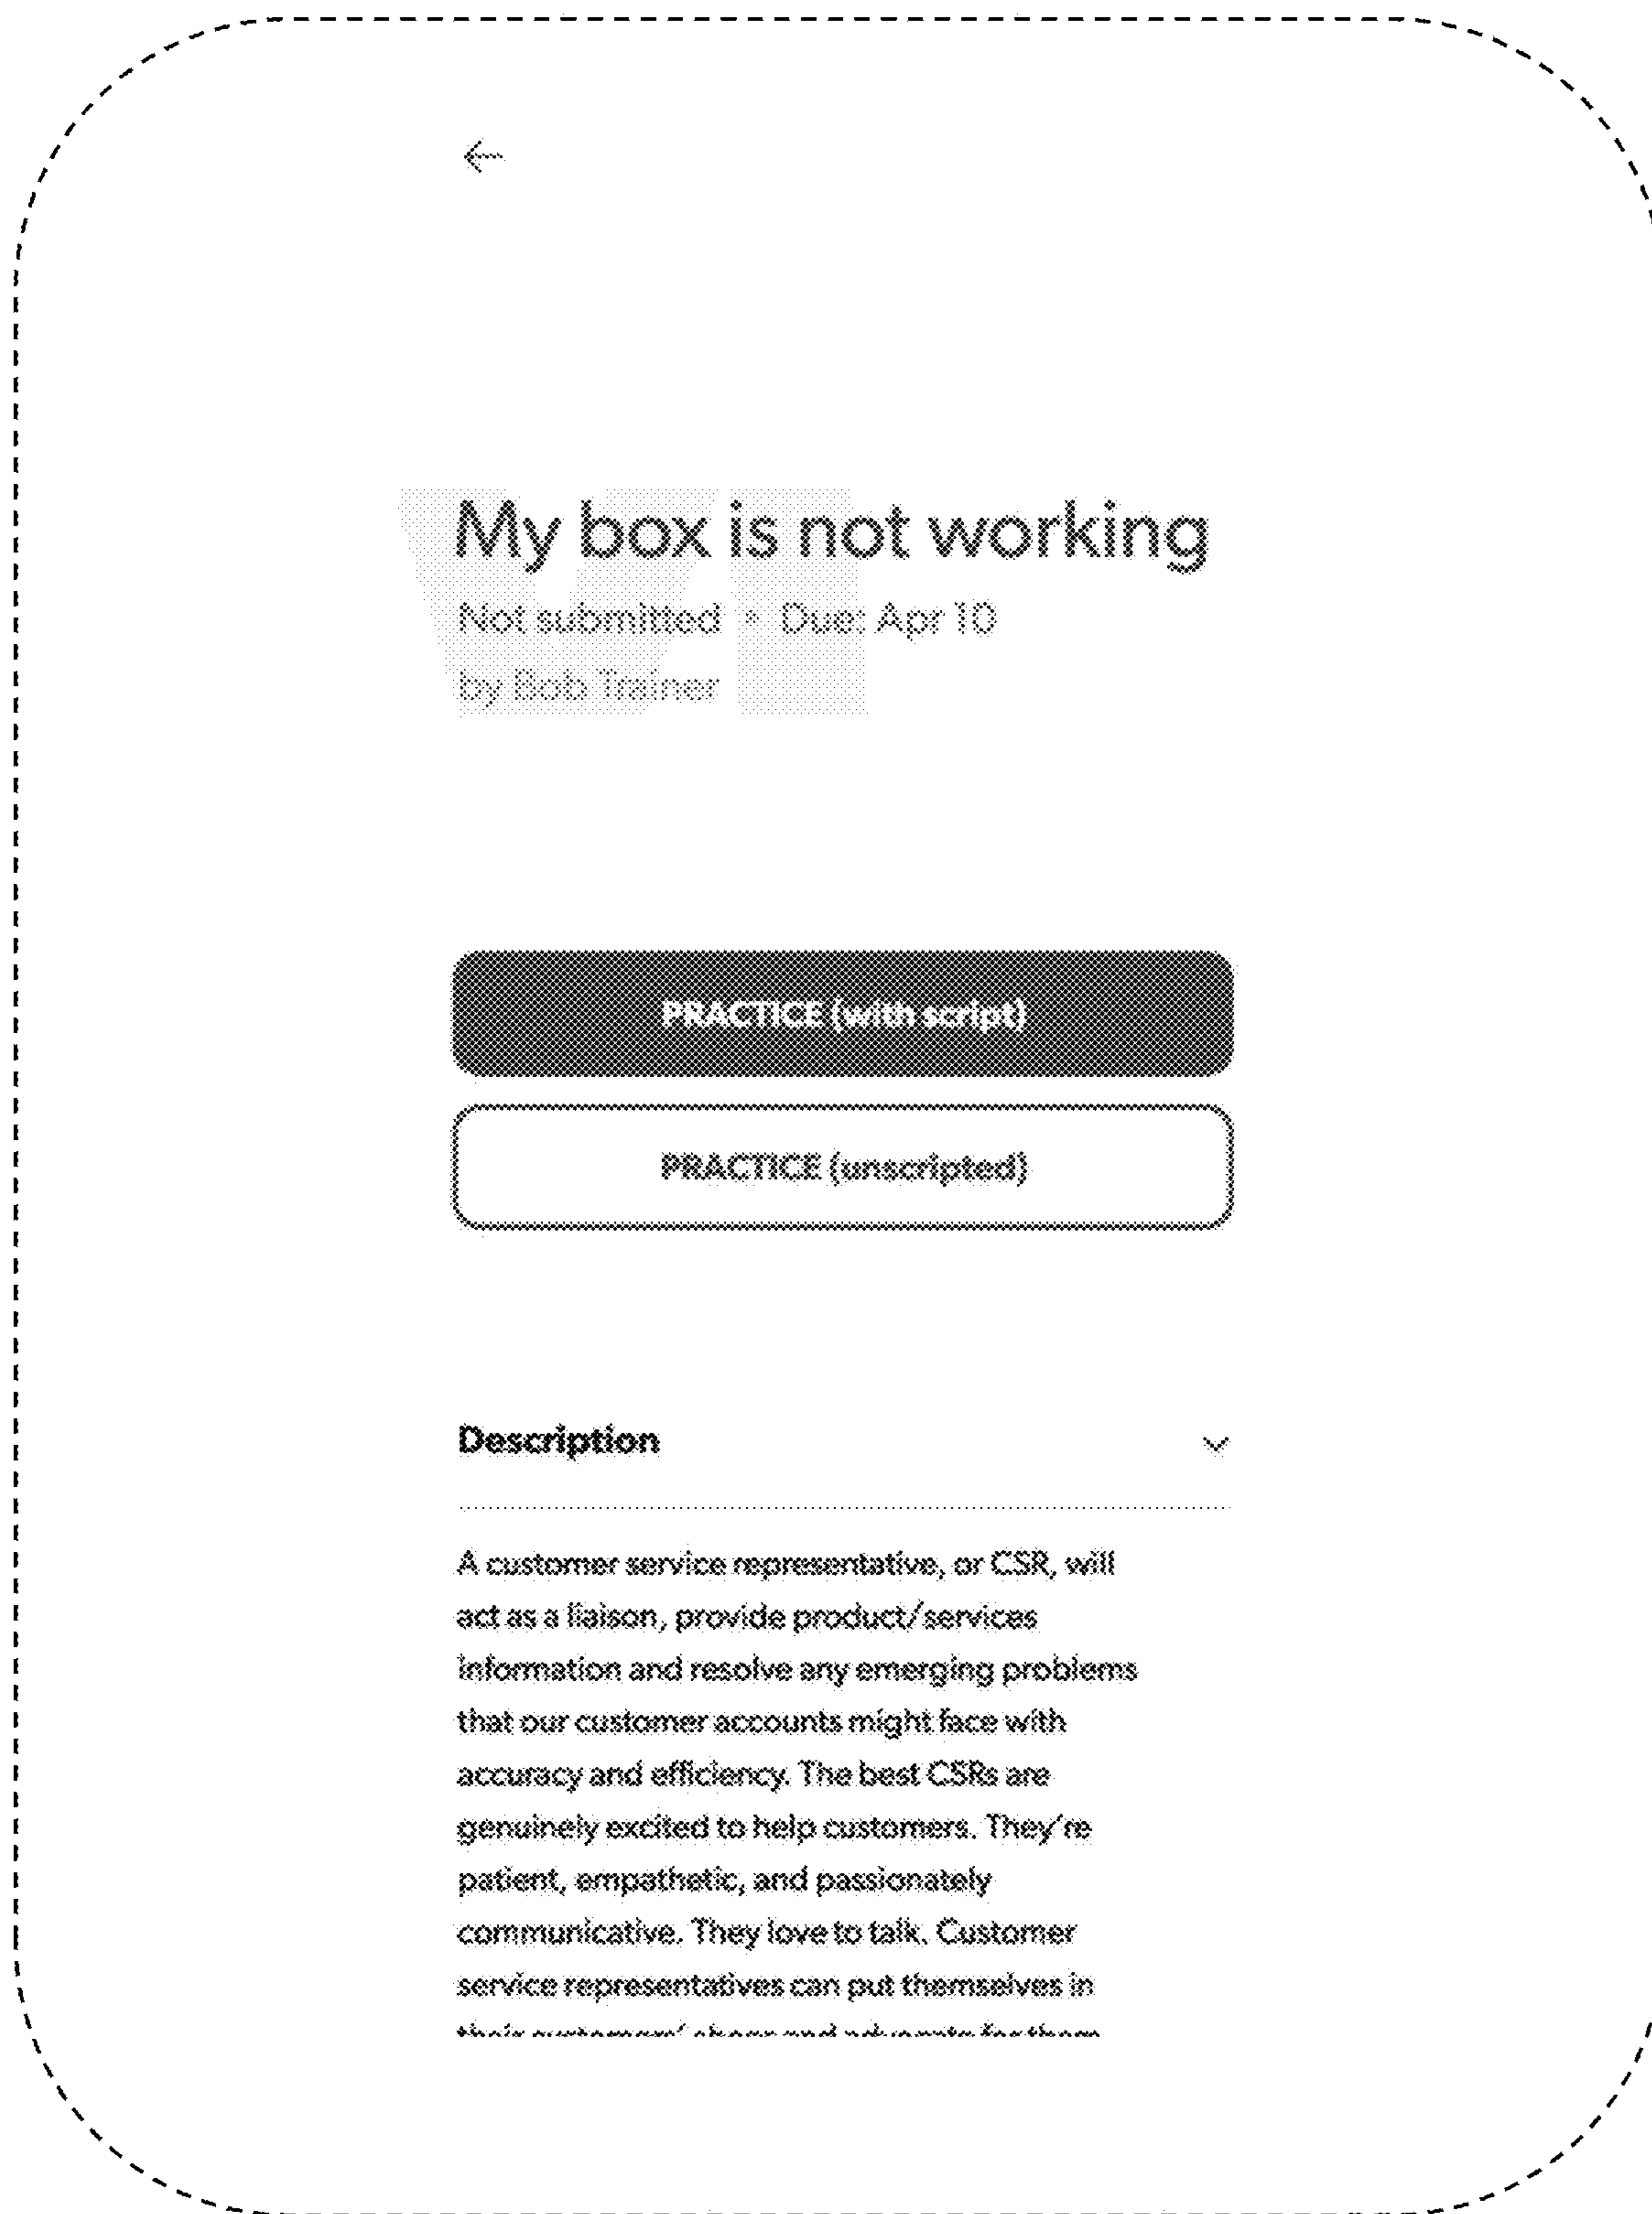 My box is not working
Not submitted • Due: Apr 10
by Bob Trainer
PRACTICE (with script)
PRACTICE (unscripted)
Description
A customer service representative, or CSR, will
act as a liaison, provide product/services
information and resolve any emerging problems
that our customer accounts might face with
accuracy and efficiency. The best CSRs are
genuinely excited to help customers. They're
patient, empathetic, and passionately
communicative. They love to talk. Customer
service representatives can put themselves in